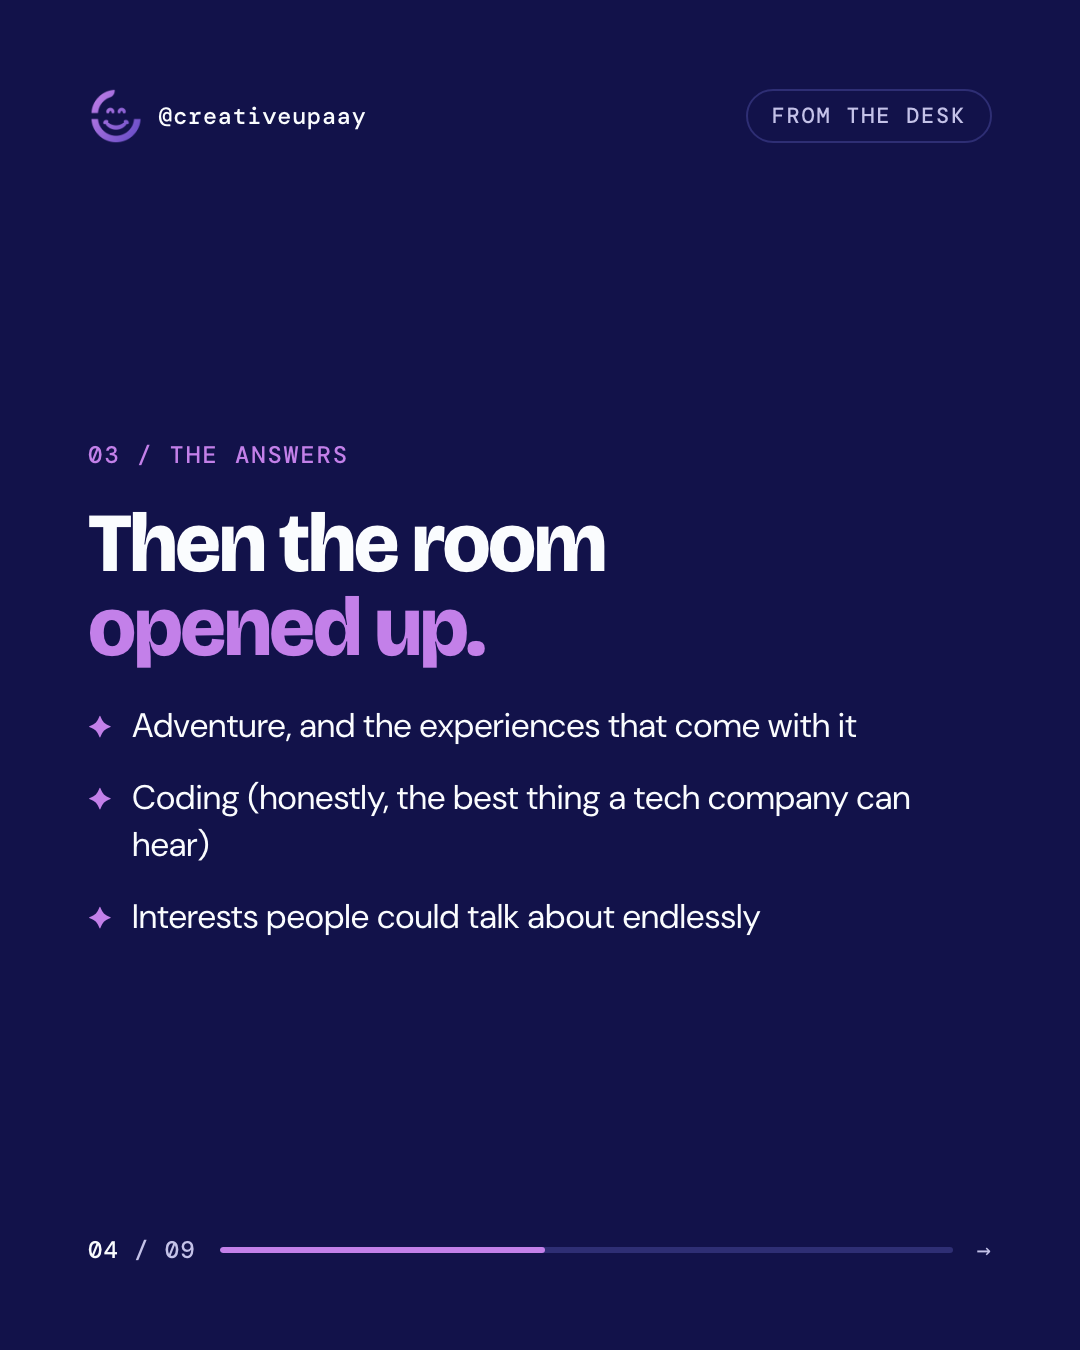 @creativeupaay
FROM THE DESK
03 / THE ANSWERS
Then the room
opened up.
Adventure, and the experiences that come with it
Coding (honestly, the best thing a tech company can
hear)
Interests people could talk about endlessly
04 / 09 →